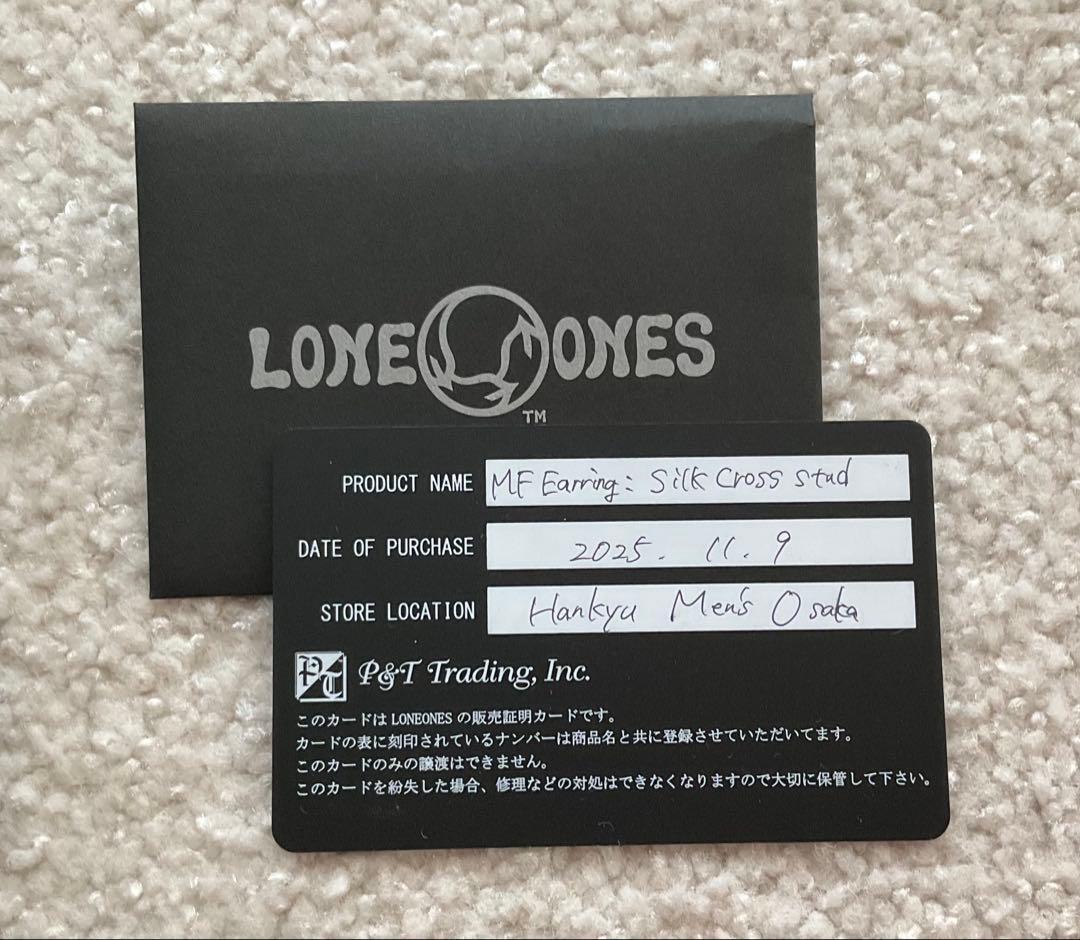 LONE ONES
TM
PRODUCT NAME MF Earring: Silk Cross stud
DATE OF PURCHASE 2025. 11. 9
STORE LOCATION Hankyu Men's Osaka
PT P&T Trading, Inc.
このカードは LONEONES の販売証明カードです。
カードの表に刻印されているナンバーは商品名と共に登録させていただいてます。
このカードのみの譲渡はできません。
このカードを紛失した場合、修理などの対処はできなくなりますので大切に保管して下さい。